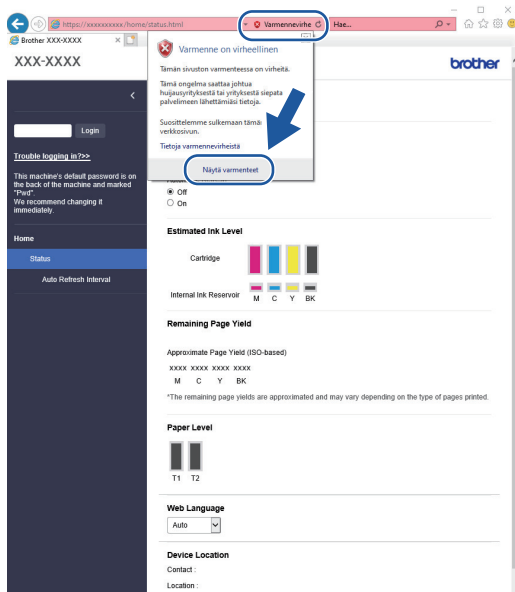 https://xxxxxxxxxx/home/status.html
Varmennevirhe
Hae...
Brother XXX-XXXX
XXX-XXXX
brother
Varmenne on virheellinen
Tämän sivuston varmenteessa on virheitä.
Tämä ongelma saattaa johtua
huijausyrityksestä tai yrityksestä siepata
palvelimeen lähettämiäsi tietoja.
Suosittelemme sulkemaan tämän
verkkosivun.
Tietoja varmennevirheistä
Näytä varmenteet
Login
Trouble logging in?>>
This machine's default password is on
the back of the machine and marked
"Pwd".
We recommend changing it
immediately.
Home
Status
Auto Refresh Interval
Off
On
Estimated Ink Level
Cartridge
Internal Ink Reservoir
M C Y BK
Remaining Page Yield
Approximate Page Yield (ISO-based)
xxxx xxxx xxxx xxxx
M C Y BK
*The remaining page yields are approximated and may vary depending on the type of pages printed.
Paper Level
T1 T2
Web Language
Auto
Device Location
Contact :
Location :